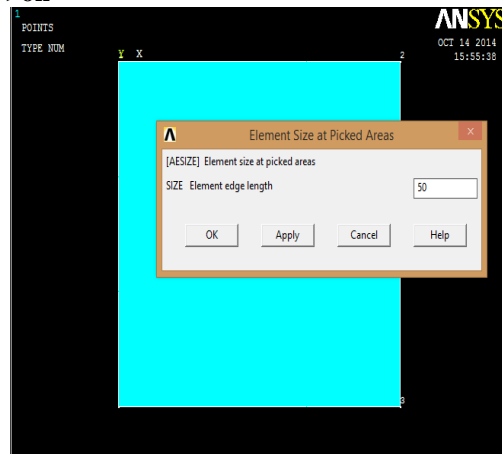 1
POINTS
TYPE NUM
ANSYS
OCT 14 2014
15:55:38
Y X
2
Element Size at Picked Areas
x
[AESIZE] Element size at picked areas
SIZE Element edge length 50
OK Apply Cancel Help
3